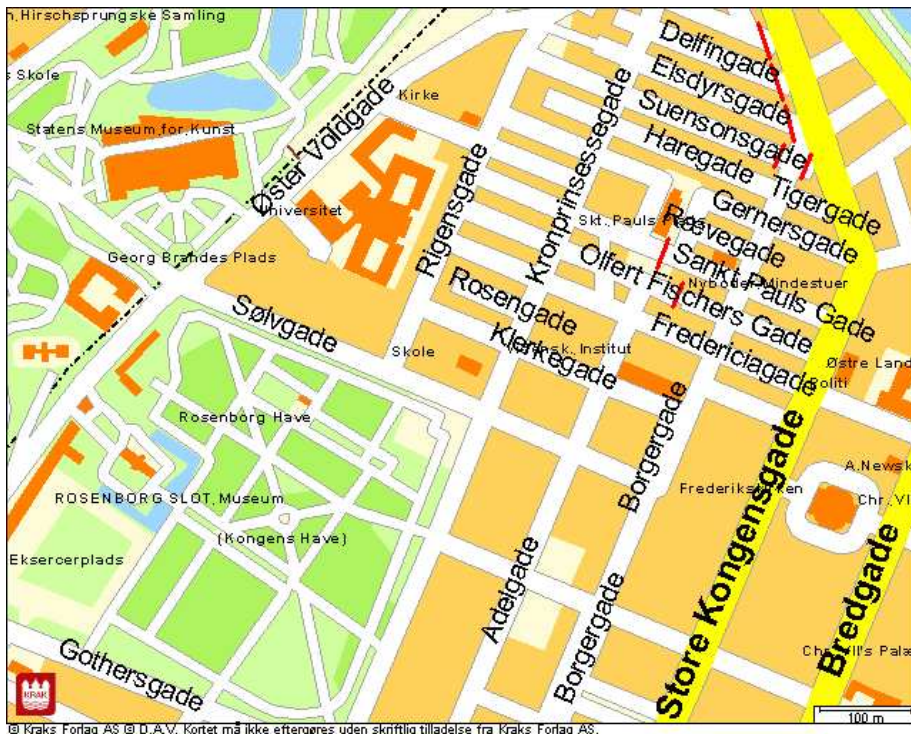 n, Hirschsprungske Samling
s Skole
Statens Museum for Kunst
Øster Voldgade
Kirke
Universitet
Georg Brandes Plads
Sølvgade
Rigensgade
Kronprinsessegade
Delfingade
Elsdyrsgade
Suensonsgade
Haregade
Tigergade
Gernersgade
Rævegade
Skt. Pauls Plads
Sankt Pauls Gade
Nyboder Mindestuer
Olfert Fischers Gade
Fredericiagade
Rosengade
Klerkegade
Institut
Skole
Østre Land
Politi
Rosenborg Have
ROSENBORG SLOT, Museum
(Kongens Have)
Eksercerplads
Gothersgade
Adelgade
Borgergade
Borgergade
Store Kongensgade
Bredgade
Frederikskirken
A.Newsk
Chr. VI
KRAK
100 m
© Kraks Forlag AS © D.A.V. Kortet må ikke eftergøres uden skriftlig tilladelse fra Kraks Forlag AS.